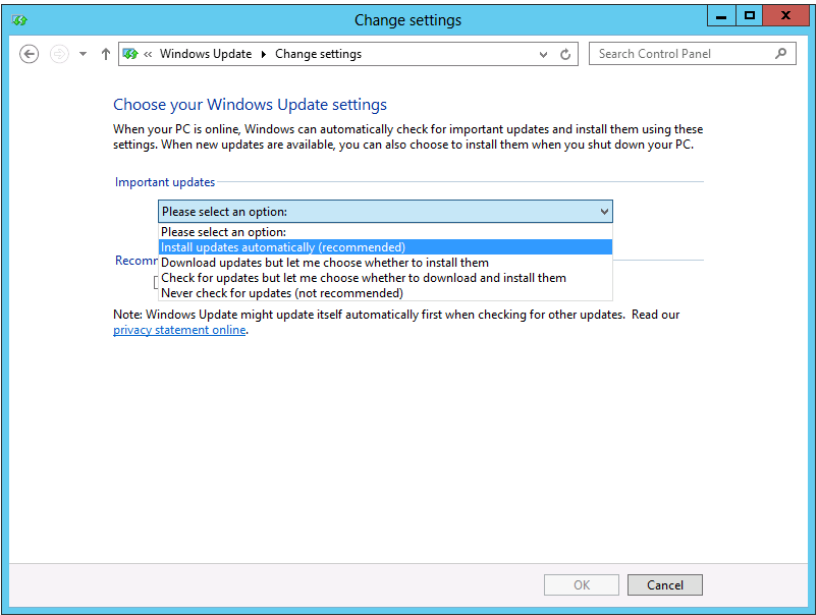 Change settings
« Windows Update Change settings
Search Control Panel
Choose your Windows Update settings
When your PC is online, Windows can automatically check for important updates and install them using these
settings. When new updates are available, you can also choose to install them when you shut down your PC.
Important updates
Please select an option:
Please select an option:
Install updates automatically (recommended)
Download updates but let me choose whether to install them
Check for updates but let me choose whether to download and install them
Never check for updates (not recommended)
Note: Windows Update might update itself automatically first when checking for other updates. Read our
privacy statement online.
OK Cancel